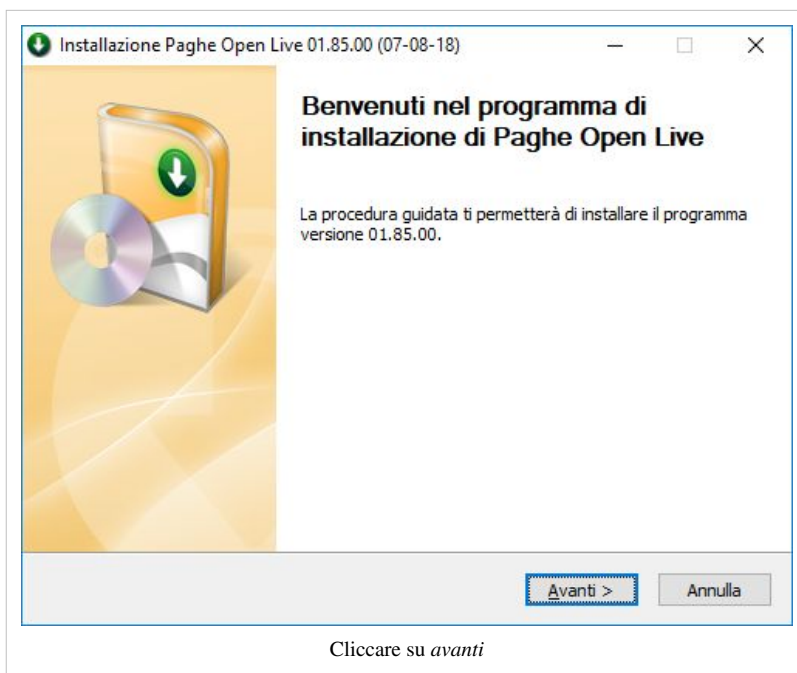 Installazione Paghe Open Live 01.85.00 (07-08-18)
Benvenuti nel programma di
installazione di Paghe Open Live
La procedura guidata ti permetterà di installare il programma
versione 01.85.00.
Avanti >
Annulla
Cliccare su avanti